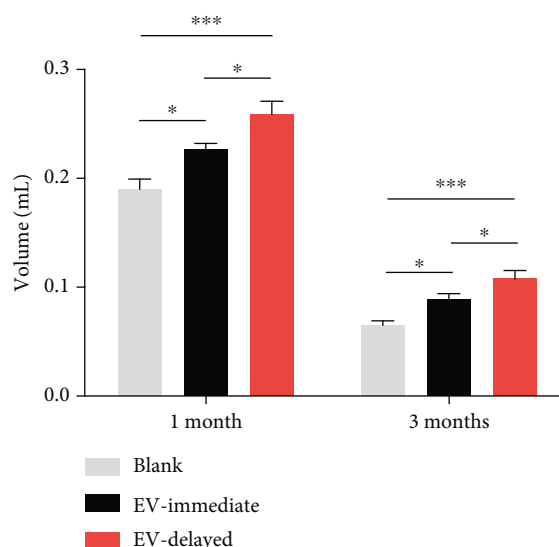 ***
*
*
0.3
0.2
***
*
*
0.1
0.0
Volume (mL)
1 month
3 months
Blank
EV-immediate
EV-delayed